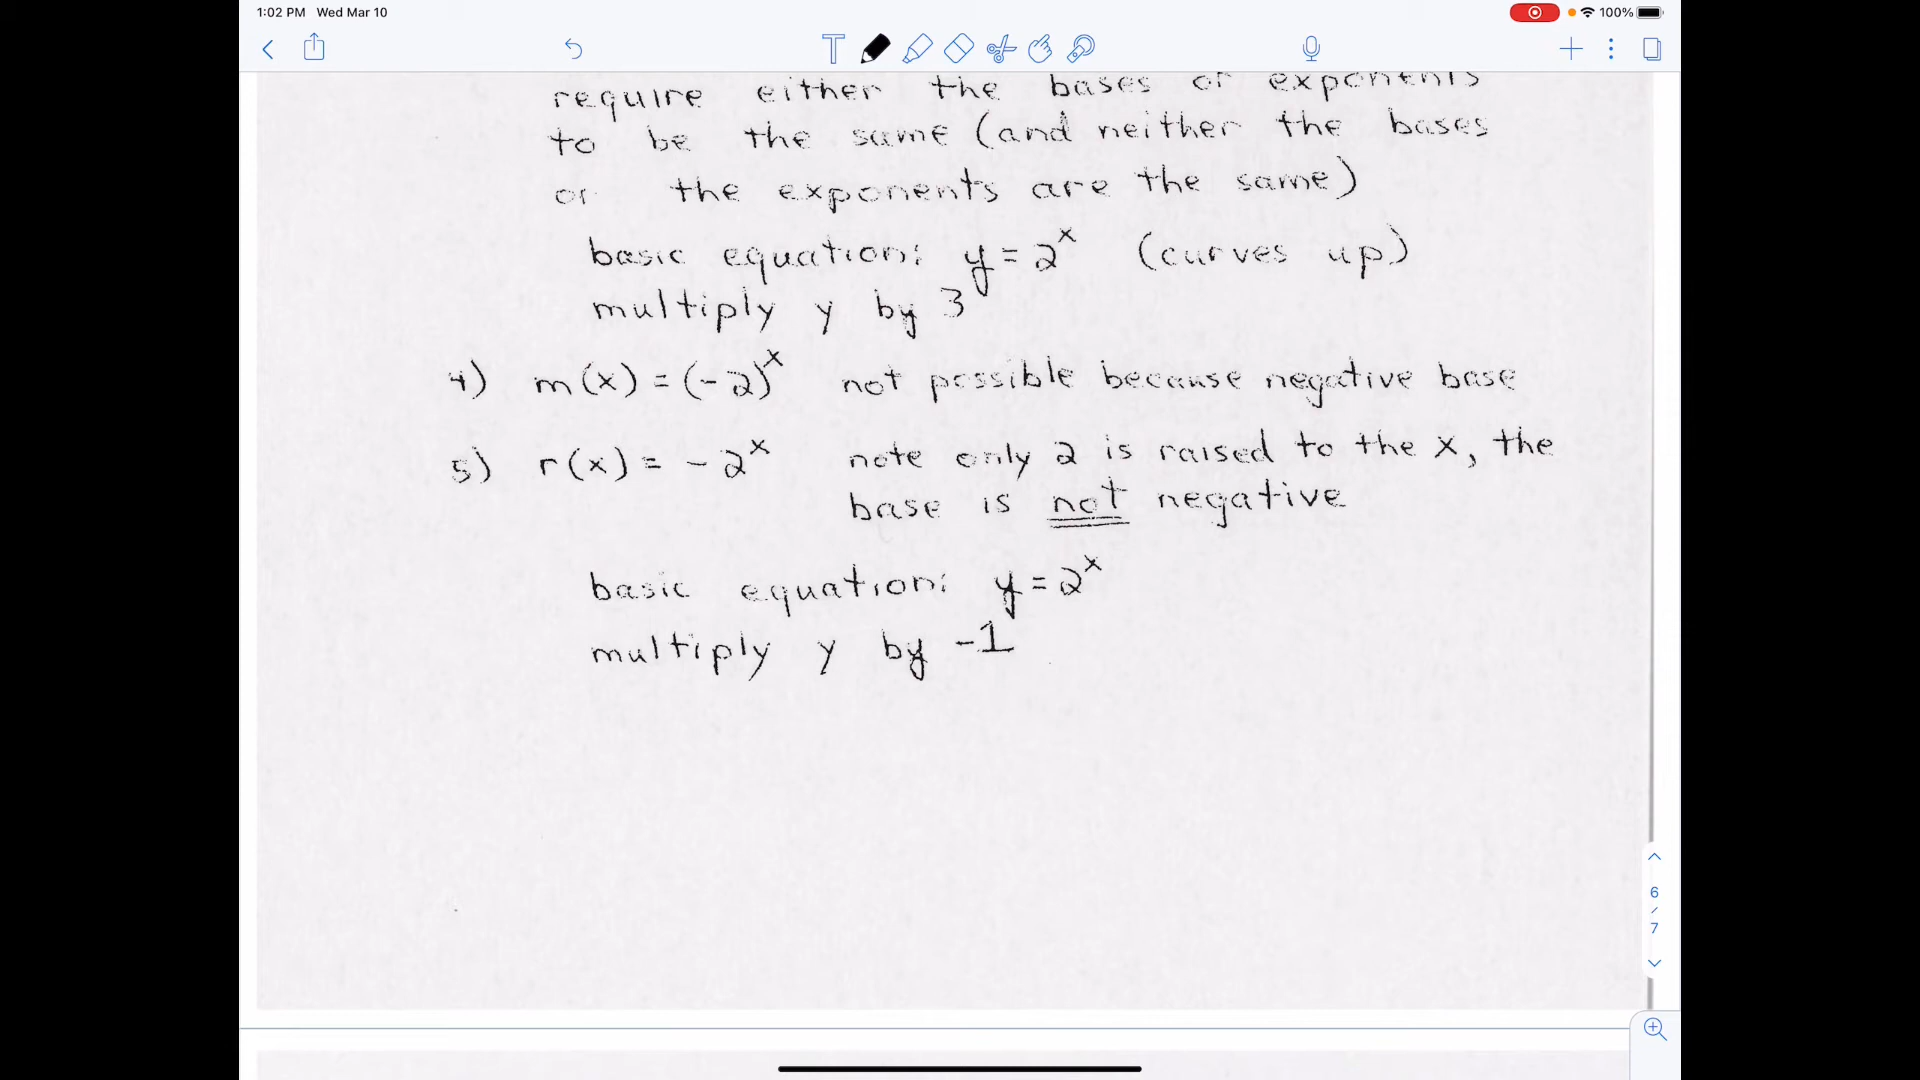 1:02 PM Wed Mar 10
100%
require either the bases or exponents
to be the same (and neither the bases
or the exponents are the same)
basic equation: y = 2^x (curves up)
multiply y by 3
4) m(x) = (-2)^x not possible because negative base
5) r(x) = -2^x note only 2 is raised to the x, the
base is not negative
basic equation: y = 2^x
multiply y by -1
6
/
7